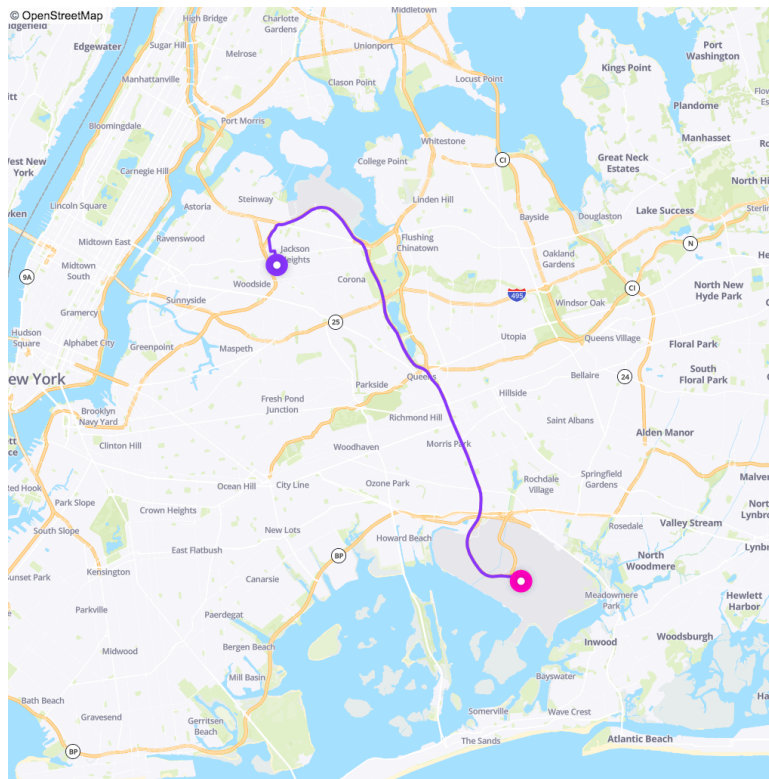 © OpenStreetMap
Middletown
High Bridge
Charlotte
Gardens
Edgewater
Sugar Hill
Unionport
Melrose
Port
Washington
Kings Point
Manhattanville
Clason Point
Locust Point
Plandome
Port Morris
Bloomingdale
Whitestone
Manhasset
West New
York
Carnegie Hill
College Point
CI
Great Neck
Estates
North Hi
Steinway
Linden Hill
Lincoln Square
Astoria
Bayside
Douglaston
Lake Success
Midtown East
Ravenswood
Flushing
Chinatown
N
Jackson
Heights
Oakland
Gardens
Midtown
South
9A
Woodside
Corona
CI
North New
Hyde Park
495
Sunnyside
Windsor Oak
Gramercy
25
Hudson
Square
Alphabet City
Greenpoint
Maspeth
Utopia
Queens Village
Floral Park
ew York
Parkside
Queens
Bellaire
24
South
Floral Park
Fresh Pond
Junction
Hillside
Brooklyn
Navy Yard
Richmond Hill
Saint Albans
Clinton Hill
Woodhaven
Morris Park
Alden Manor
Ocean Hill
City Line
Ozone Park
Rochdale
Village
Springfield
Gardens
Red Hook
Park Slope
Crown Heights
South Slope
New Lots
Howard Beach
Rosedale
Valley Stream
East Flatbush
BP
North
Woodmere
Kensington
Canarsie
Sunset Park
Meadowmere
Park
Hewlett
Harbor
Parkville
Paerdegat
Inwood
Woodsburgh
Midwood
Bergen Beach
Mill Basin
Bayswater
Bath Beach
Somerville
Wave Crest
Gravesend
Gerritsen
Beach
The Sands
Atlantic Beach
BP